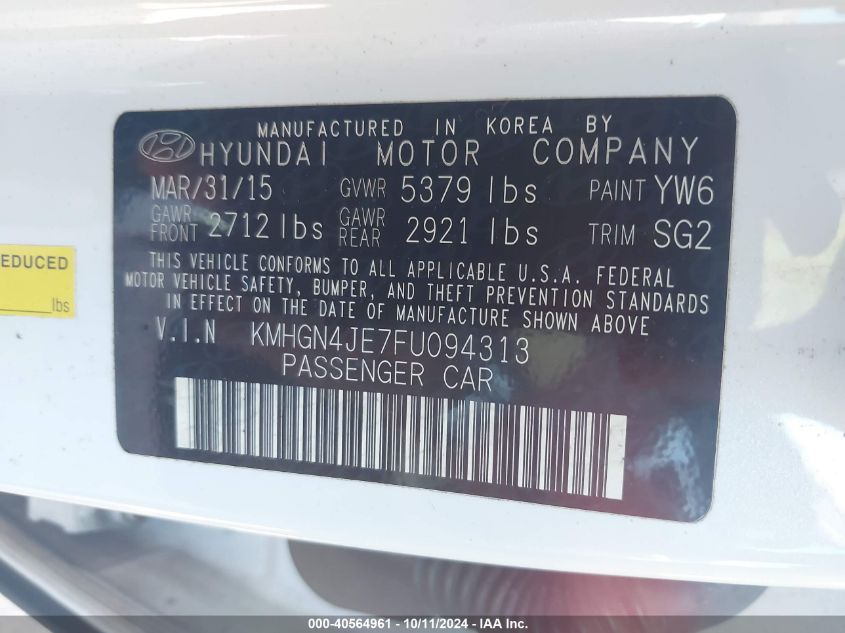 MANUFACTURED IN KOREA BY
HYUNDAI MOTOR COMPANY
MAR/31/15 GVWR 5379 lbs PAINT YW6
GAWR FRONT 2712 lbs GAWR REAR 2921 lbs TRIM SG2
THIS VEHICLE CONFORMS TO ALL APPLICABLE U.S.A. FEDERAL
MOTOR VEHICLE SAFETY, BUMPER, AND THEFT PREVENTION STANDARDS
IN EFFECT ON THE DATE OF MANUFACTURE SHOWN ABOVE
V.I.N KMHGN4JE7FU094313
PASSENGER CAR
EDUCED
lbs
000-40564961 - 10/11/2024 - IAA Inc.